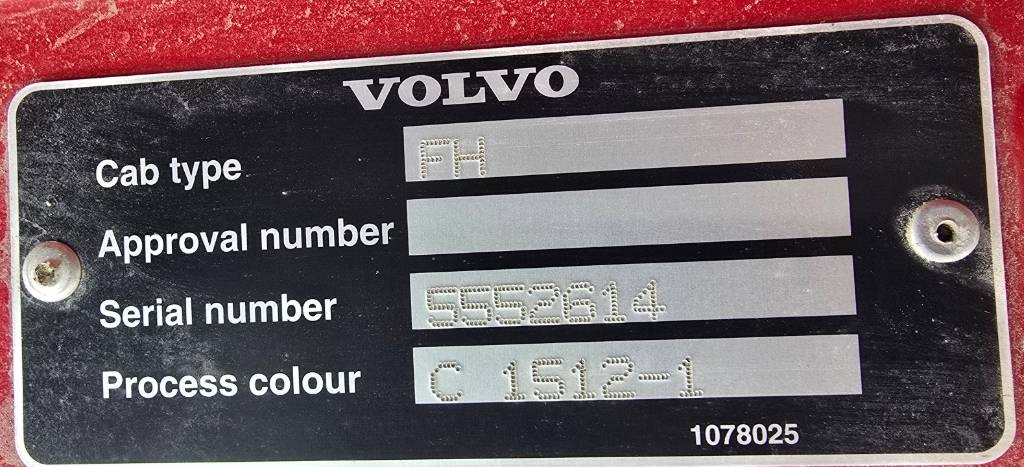 VOLVO
Cab type FH
Approval number
Serial number 5552614
Process colour C 1512-1
1078025